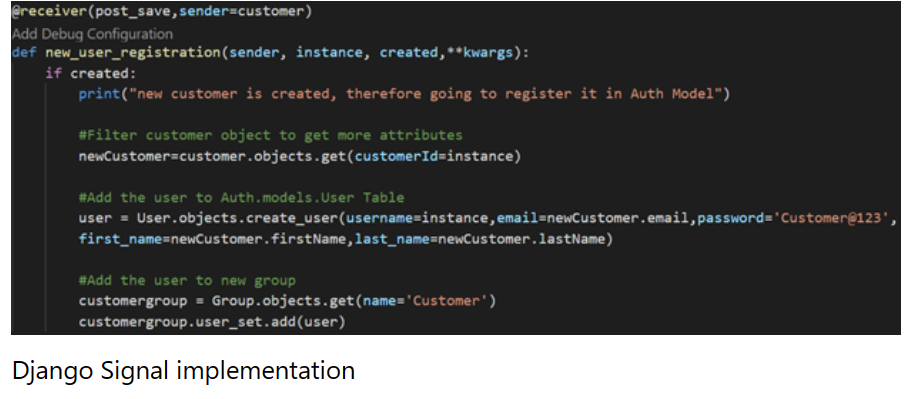 @receiver(post_save,sender=customer)
Add Debug Configuration
def new_user_registration(sender, instance, created,**kwargs):
    if created:
        print("new customer is created, therefore going to register it in Auth Model")

        #Filter customer object to get more attributes
        newCustomer=customer.objects.get(customerId=instance)

        #Add the user to Auth.models.User Table
        user = User.objects.create_user(username=instance,email=newCustomer.email,password='Customer@123',
        first_name=newCustomer.firstName,last_name=newCustomer.lastName)

        #Add the user to new group
        customergroup = Group.objects.get(name='Customer')
        customergroup.user_set.add(user)
Django Signal implementation